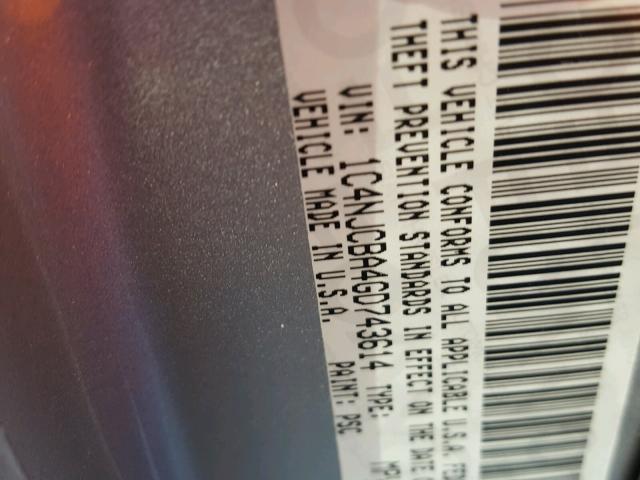 THIS VEHICLE CONFORMS TO ALL APPLICABLE U.S.A. FED
THEFT PREVENTION STANDARDS IN EFFECT ON THE DATE
VIN: 1C4NJCBA4GD743614 TYPE:
VEHICLE MADE IN U.S.A. PAINT: PSC